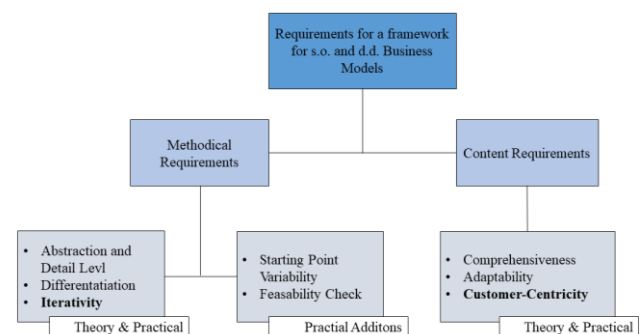 Requirements for a framework
for s.o. and d.d. Business
Models
Methodical
Requirements
Content Requirements
• Abstraction and
Detail Levl
• Differentatiation
• Iterativity
Theory & Practical
• Starting Point
Variability
• Feasability Check
Practial Additons
• Comprehensiveness
• Adaptability
• Customer-Centricity
Theory & Practical